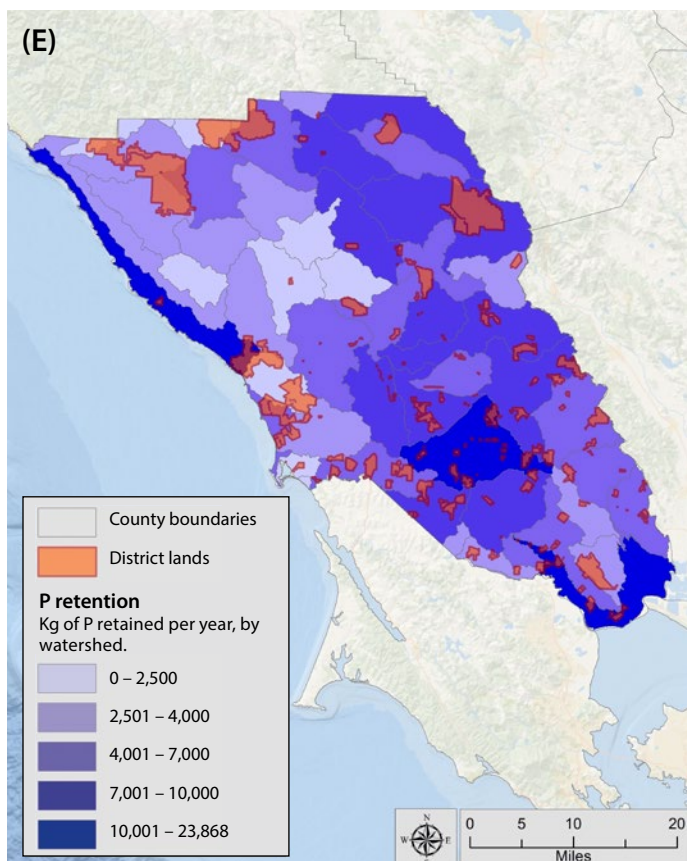 (E)
County boundaries
District lands
P retention
Kg of P retained per year, by
watershed.
0 – 2,500
2,501 – 4,000
4,001 – 7,000
7,001 – 10,000
10,001 – 23,868
N
W E
S
0 5 10 20
Miles